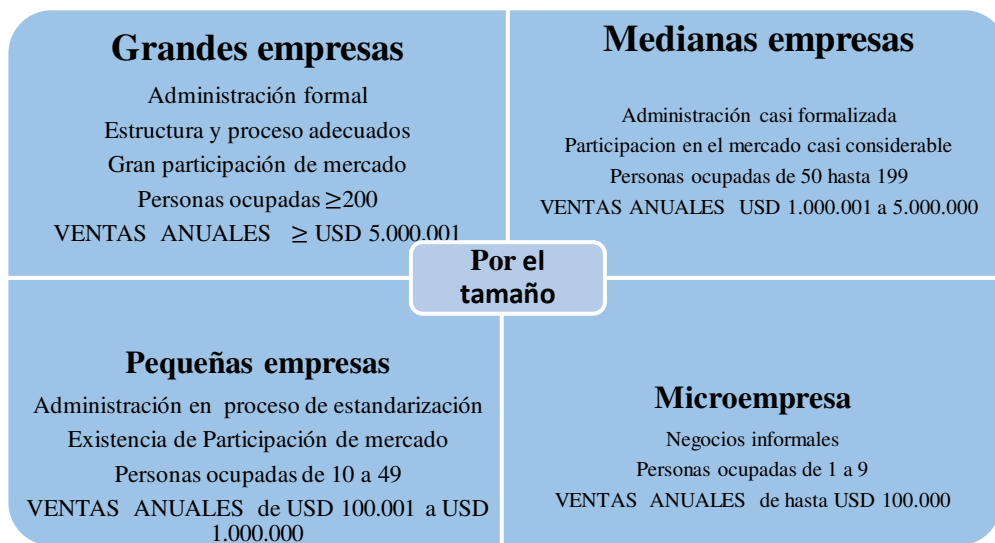 Grandes empresas
Administración formal
Estructura y proceso adecuados
Gran participación de mercado
Personas ocupadas ≥200
VENTAS ANUALES ≥ USD 5.000.001
Medianas empresas
Administración casi formalizada
Participacion en el mercado casi considerable
Personas ocupadas de 50 hasta 199
VENTAS ANUALES USD 1.000.001 a 5.000.000
Por el
tamaño
Pequeñas empresas
Administración en proceso de estandarización
Existencia de Participación de mercado
Personas ocupadas de 10 a 49
VENTAS ANUALES de USD 100.001 a USD
1.000.000
Microempresa
Negocios informales
Personas ocupadas de 1 a 9
VENTAS ANUALES de hasta USD 100.000